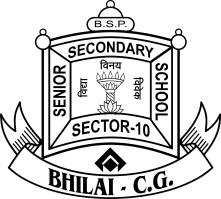 B.S.P.
SENIOR
SECONDARY
SCHOOL
विद्या
विनय
विवेक
SECTOR-10
BHILAI - C.G.